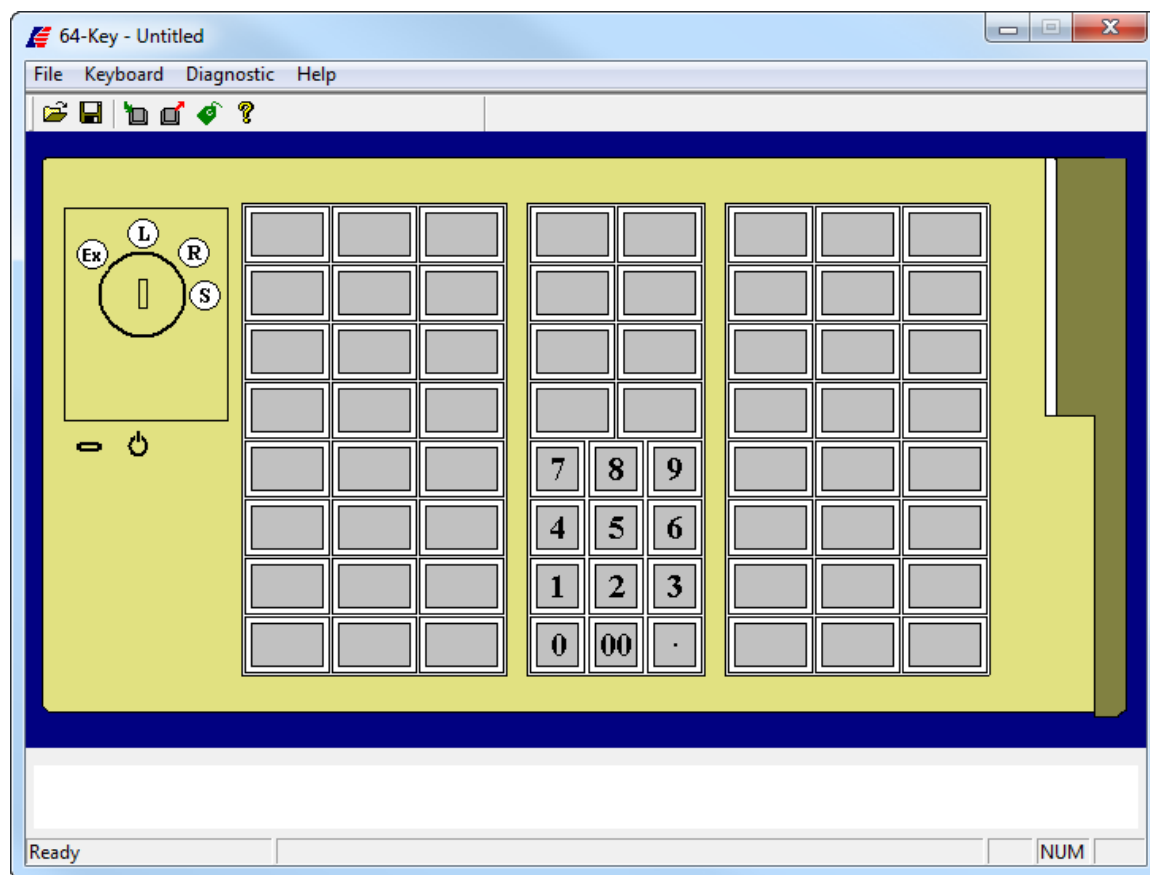 64-Key - Untitled
File Keyboard Diagnostic Help
L
Ex R
S
7 8 9
4 5 6
1 2 3
0 00 .
Ready NUM